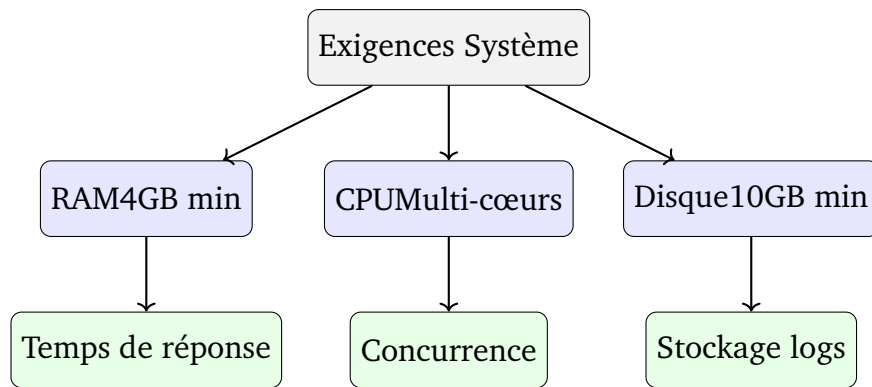 Exigences Système
RAM4GB min
CPUMulti-cœurs
Disque10GB min
Temps de réponse
Concurrence
Stockage logs